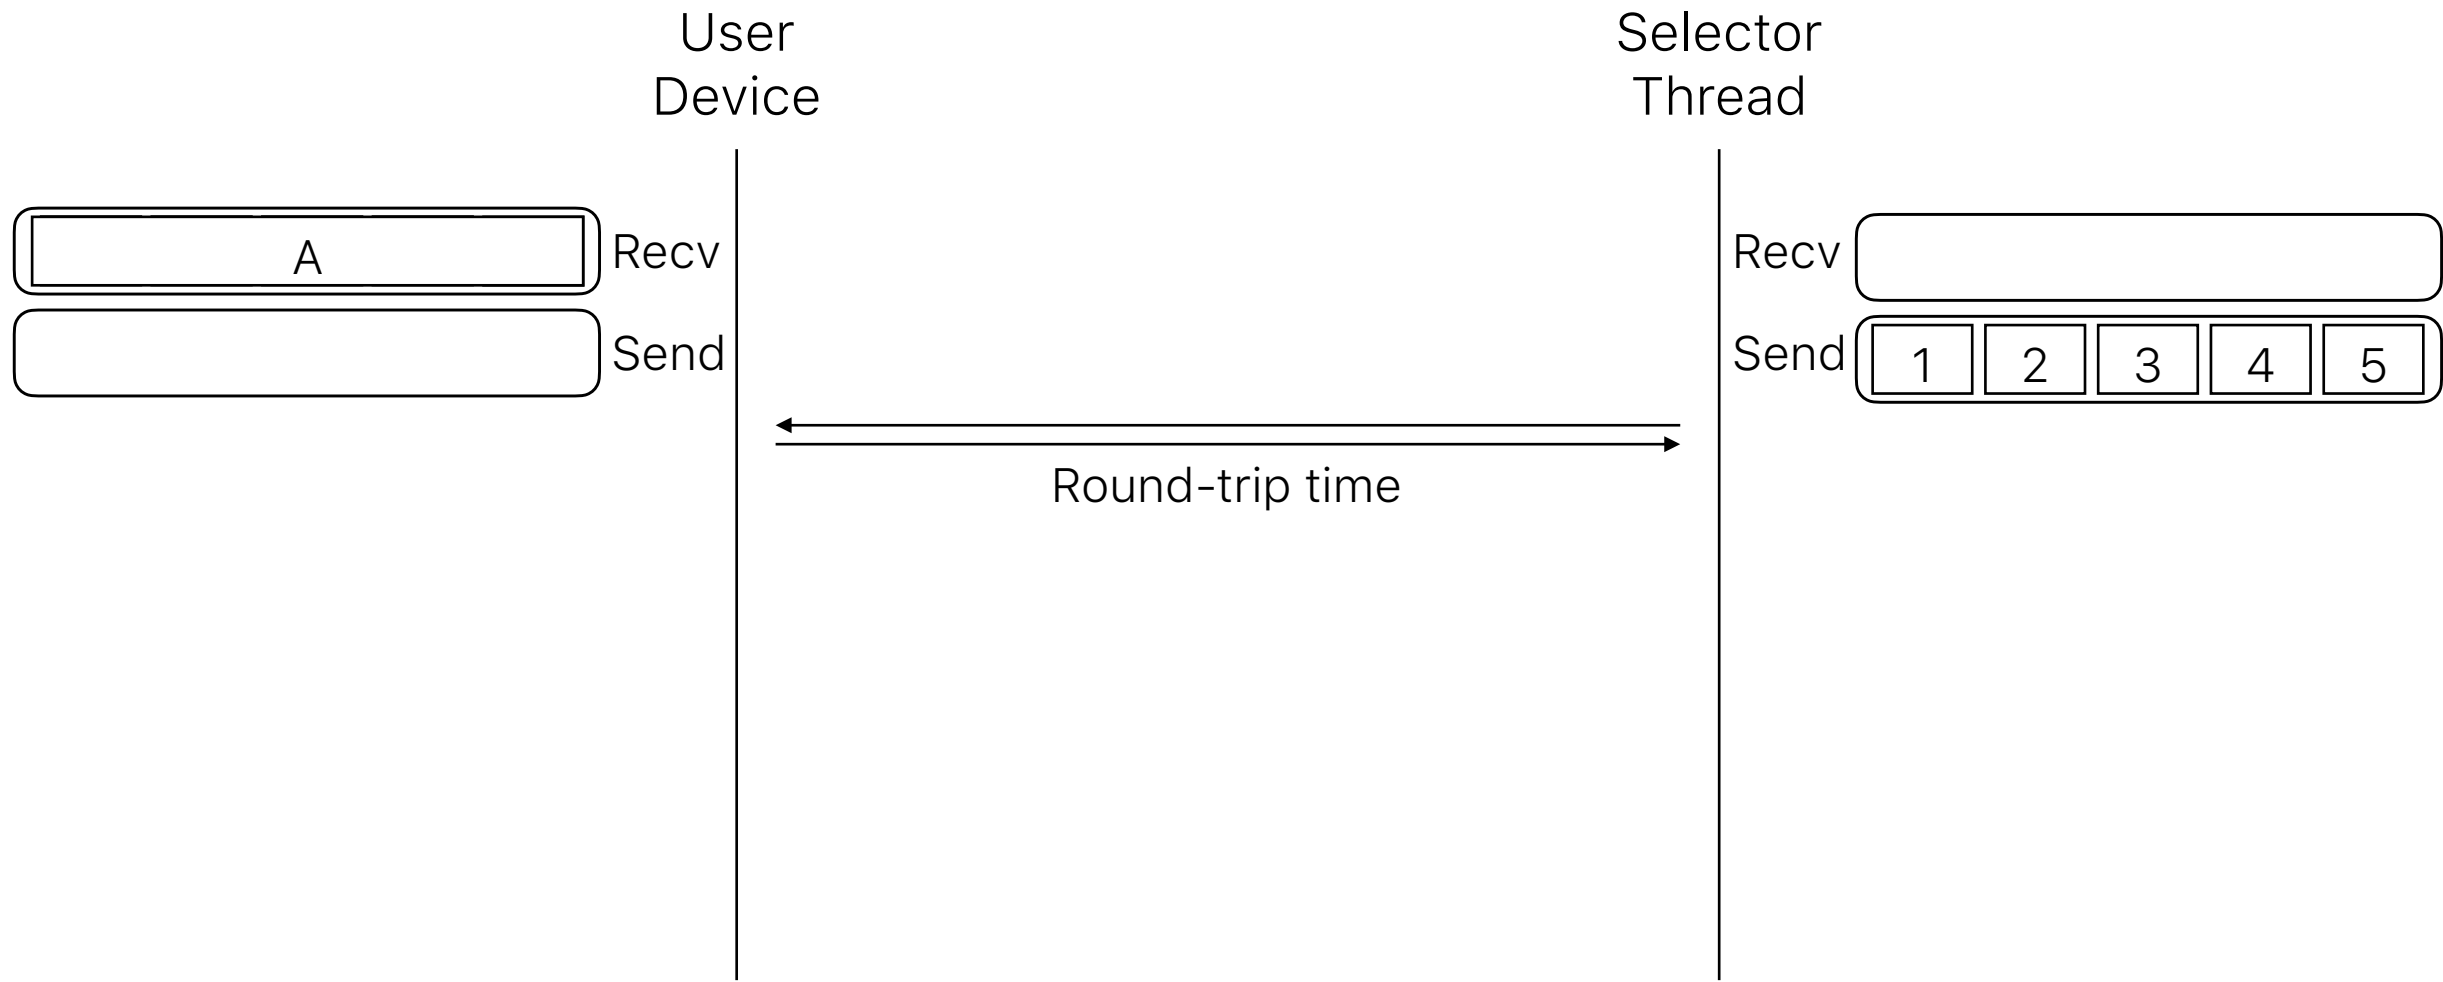 User
Device
Selector
Thread
A
Recv
Send
Recv
Send
1
2
3
4
5
Round-trip time